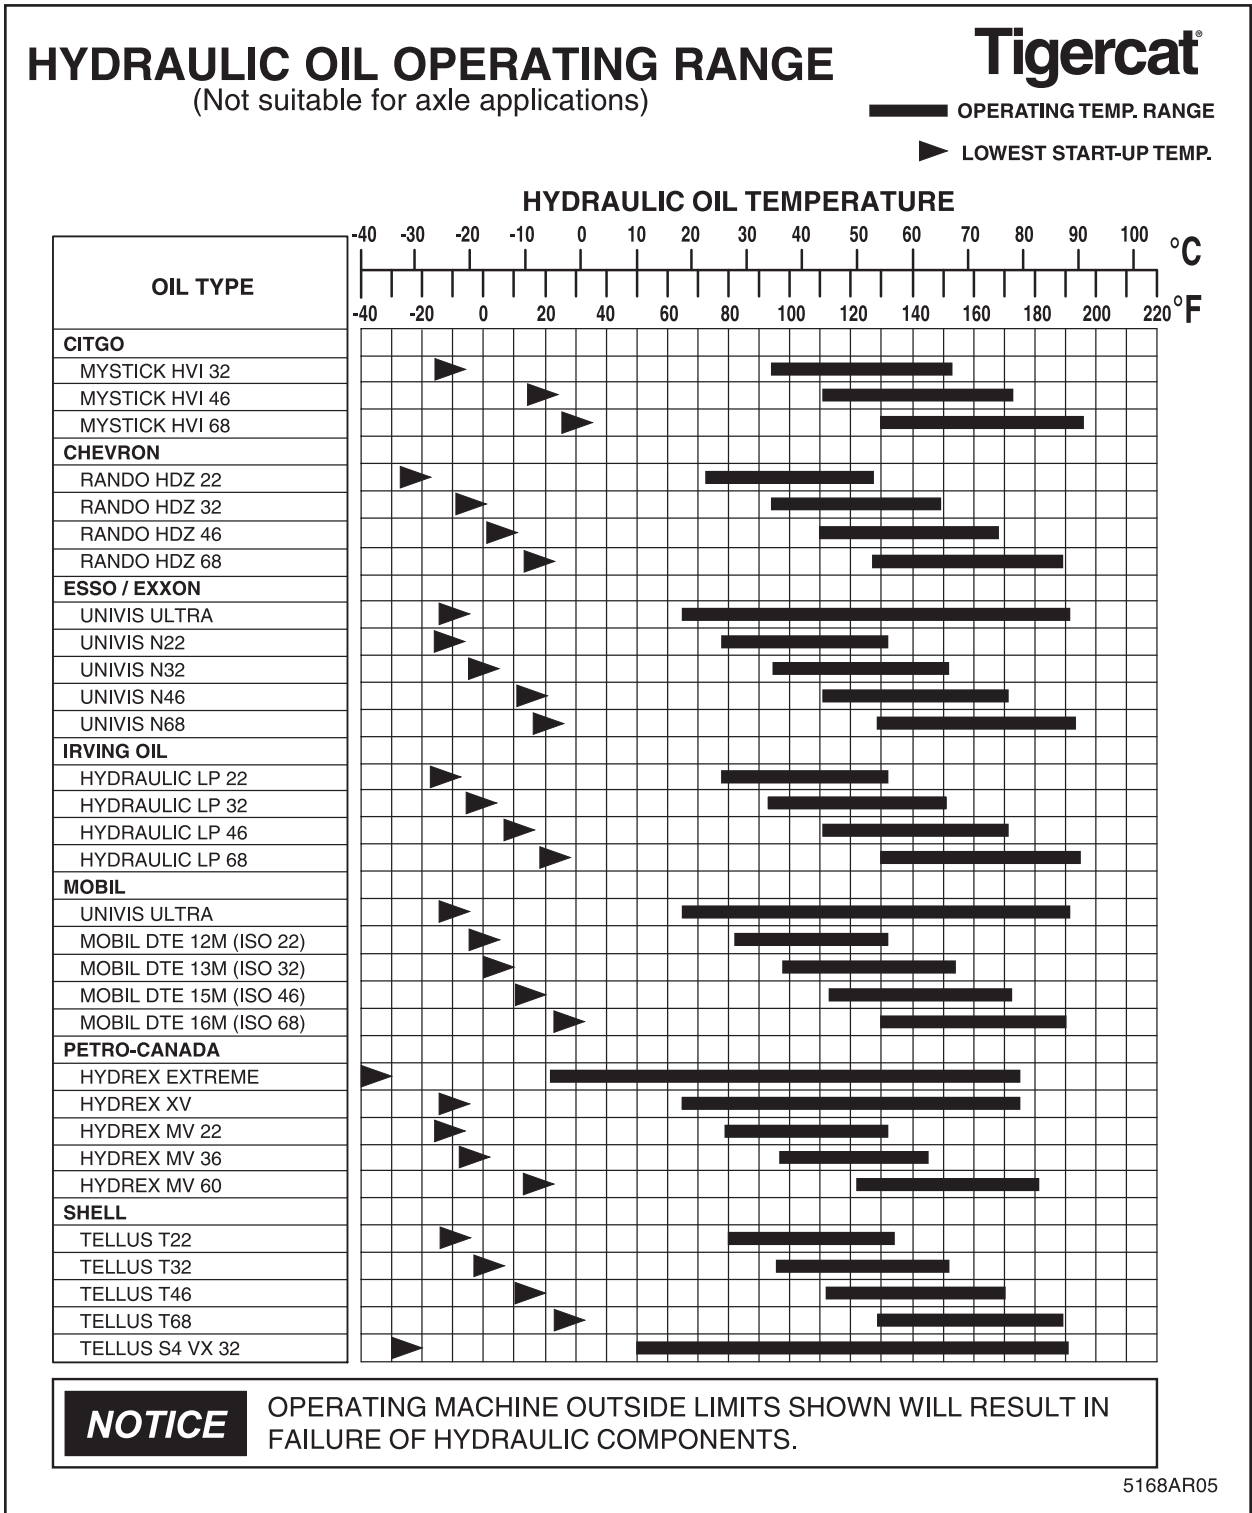 HYDRAULIC OIL OPERATING RANGE
(Not suitable for axle applications)
Tigercat®
OPERATING TEMP. RANGE
LOWEST START-UP TEMP.
HYDRAULIC OIL TEMPERATURE
-40 -30 -20 -10 0 10 20 30 40 50 60 70 80 90 100 °C
OIL TYPE
-40 -20 0 20 40 60 80 100 120 140 160 180 200 220 °F
CITGO
MYSTICK HVI 32
MYSTICK HVI 46
MYSTICK HVI 68
CHEVRON
RANDO HDZ 22
RANDO HDZ 32
RANDO HDZ 46
RANDO HDZ 68
ESSO / EXXON
UNIVIS ULTRA
UNIVIS N22
UNIVIS N32
UNIVIS N46
UNIVIS N68
IRVING OIL
HYDRAULIC LP 22
HYDRAULIC LP 32
HYDRAULIC LP 46
HYDRAULIC LP 68
MOBIL
UNIVIS ULTRA
MOBIL DTE 12M (ISO 22)
MOBIL DTE 13M (ISO 32)
MOBIL DTE 15M (ISO 46)
MOBIL DTE 16M (ISO 68)
PETRO-CANADA
HYDREX EXTREME
HYDREX XV
HYDREX MV 22
HYDREX MV 36
HYDREX MV 60
SHELL
TELLUS T22
TELLUS T32
TELLUS T46
TELLUS T68
TELLUS S4 VX 32
NOTICE
OPERATING MACHINE OUTSIDE LIMITS SHOWN WILL RESULT IN
FAILURE OF HYDRAULIC COMPONENTS.
5168AR05